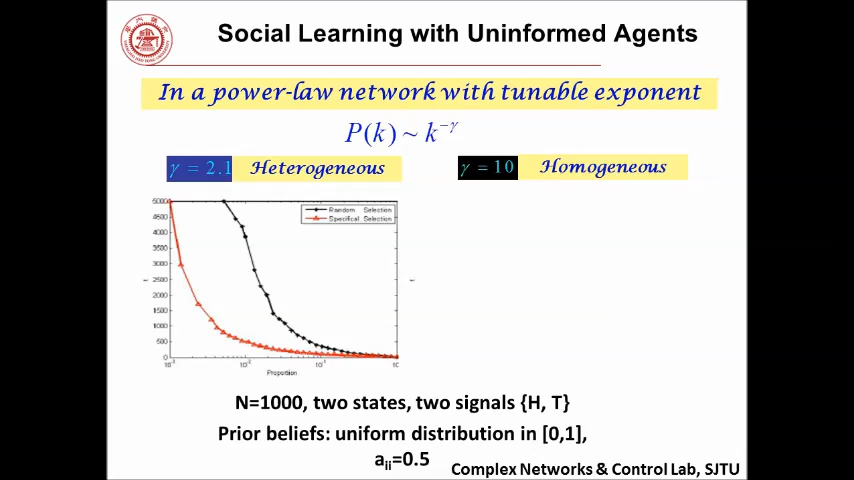 Social Learning with Uninformed Agents
In a power-law network with tunable exponent
P(k) ~ k^−γ
γ = 2.1 Heterogeneous
γ = 10 Homogeneous
Random Selection
Specifical Selection
5000
4500
4000
3500
3000
2500
2000
1500
1000
500
0
t
t
Proportion
N=1000, two states, two signals {H, T}
Prior beliefs: uniform distribution in [0,1],
aii=0.5
Complex Networks & Control Lab, SJTU